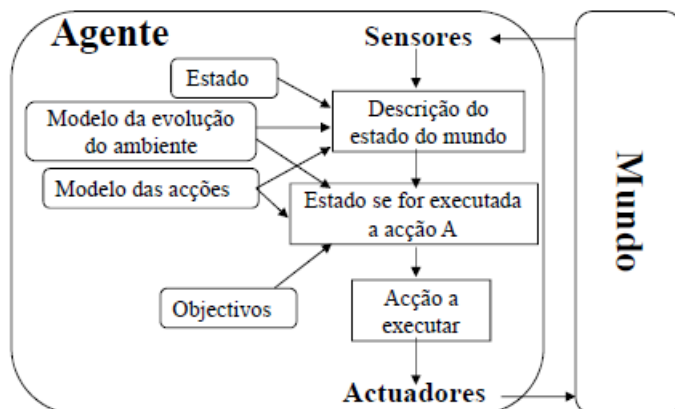 Agente
Sensores
Estado
Descrição do
estado do mundo
Modelo da evolução
do ambiente
Modelo das acções
Estado se for executada
a acção A
Objectivos
Acção a
executar
Actuadores
Mundo